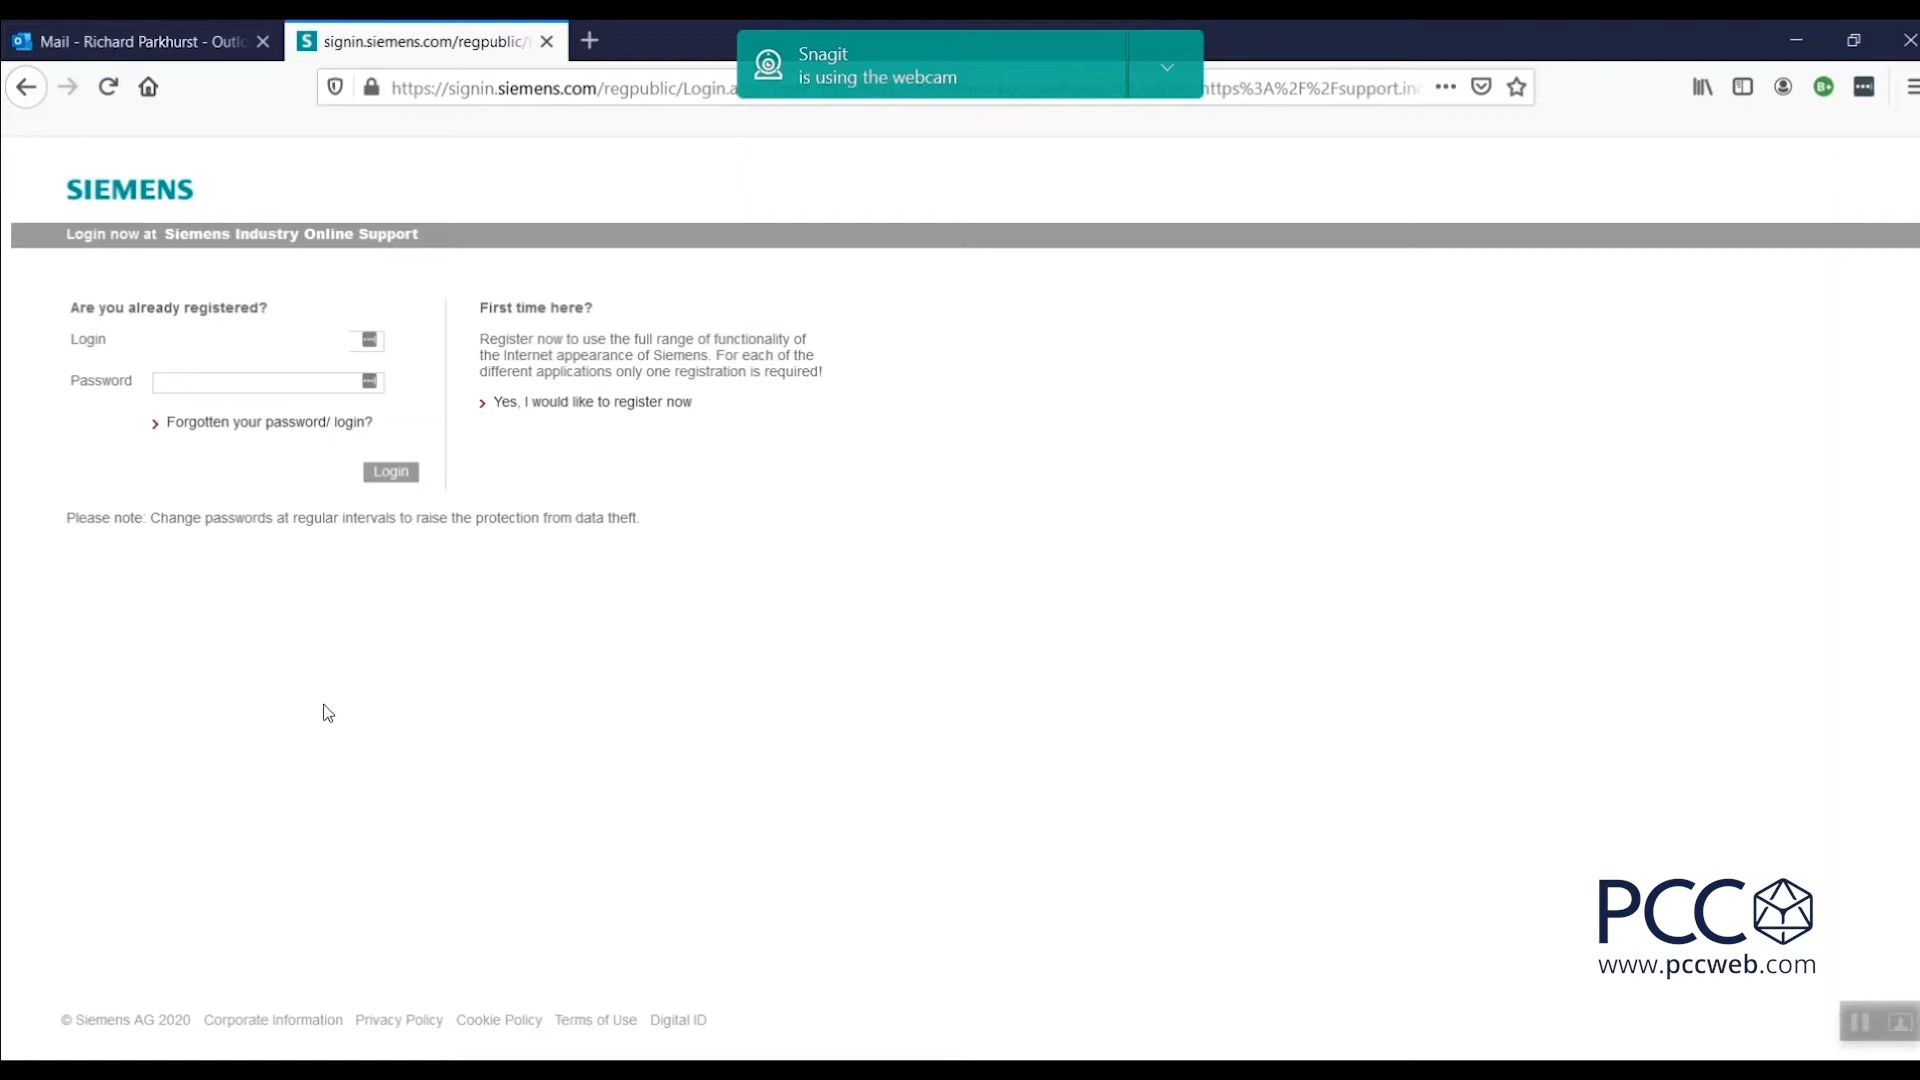 Mail - Richard Parkhurst - Outlo
signin.siemens.com/regpublic/
Snagit
is using the webcam
https://signin.siemens.com/regpublic/Login.a
ttps%3A%2F%2Fsupport.in
SIEMENS
Login now at Siemens Industry Online Support
Are you already registered?
Login
Password
Forgotten your password/ login?
Login
First time here?
Register now to use the full range of functionality of
the Internet appearance of Siemens. For each of the
different applications only one registration is required!
Yes, I would like to register now
Please note: Change passwords at regular intervals to raise the protection from data theft.
PCC
www.pccweb.com
© Siemens AG 2020 Corporate Information Privacy Policy Cookie Policy Terms of Use Digital ID